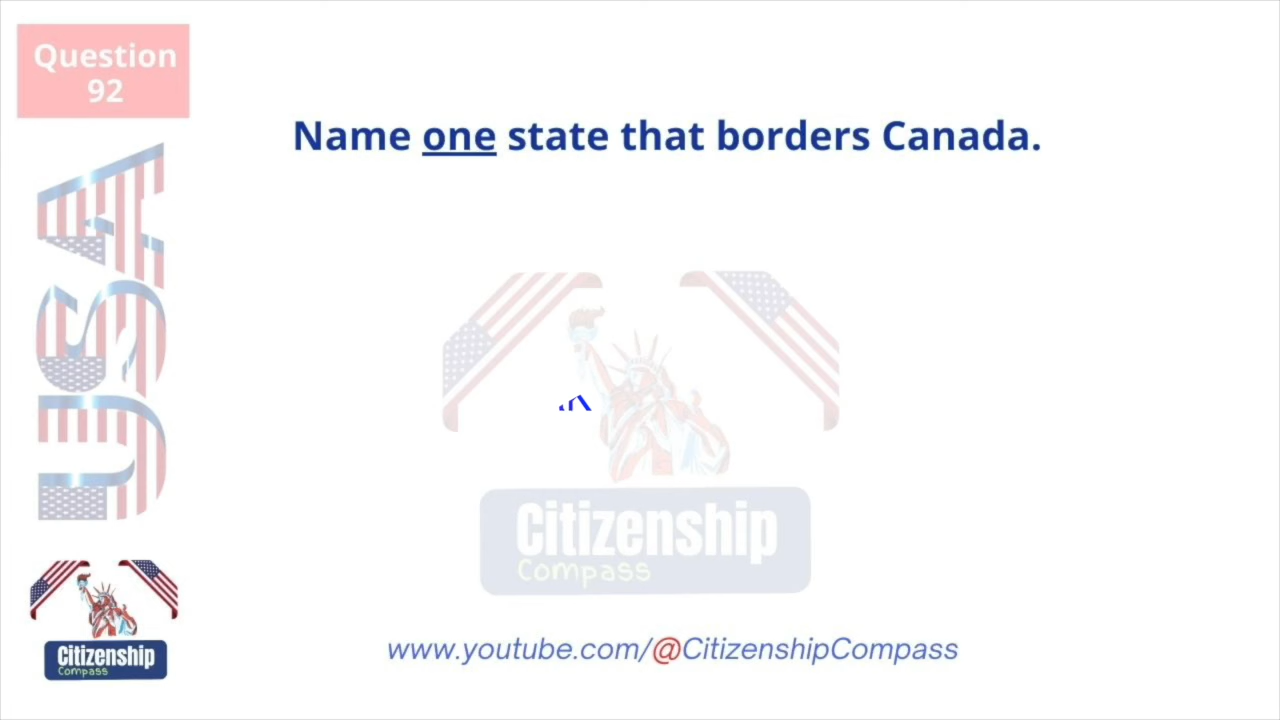 Question
92
Name one state that borders Canada.
USA
Citizenship
Compass
Citizenship
Compass
www.youtube.com/@CitizenshipCompass